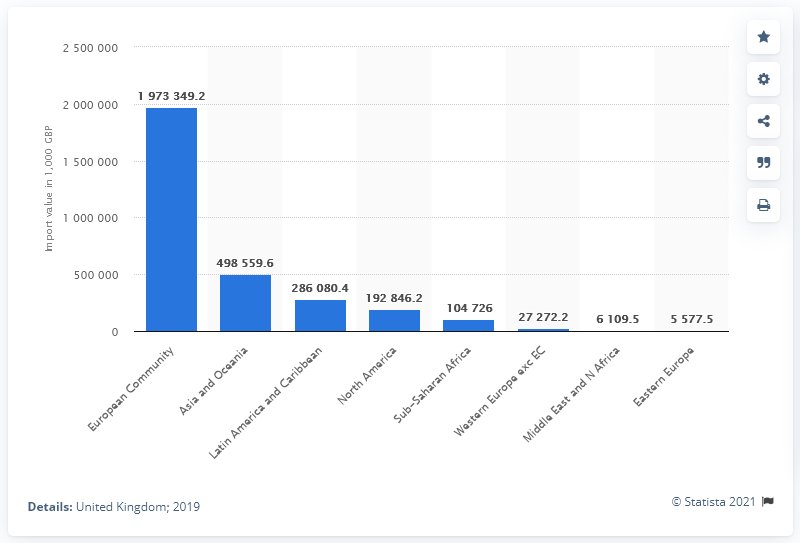 2 500 000
2 000 000
1 500 000
1 000 000
500 000
0
Import value in 1,000 GBP
1 973 349.2
498 559.6
286 080.4
192 846.2
104 726
27 272.2
6 109.5
5 577.5
European Community
Asia and Oceania
Latin America and Caribbean
North America
Sub-Saharan Africa
Western Europe exc EC
Middle East and N Africa
Eastern Europe
Details: United Kingdom; 2019
© Statista 2021